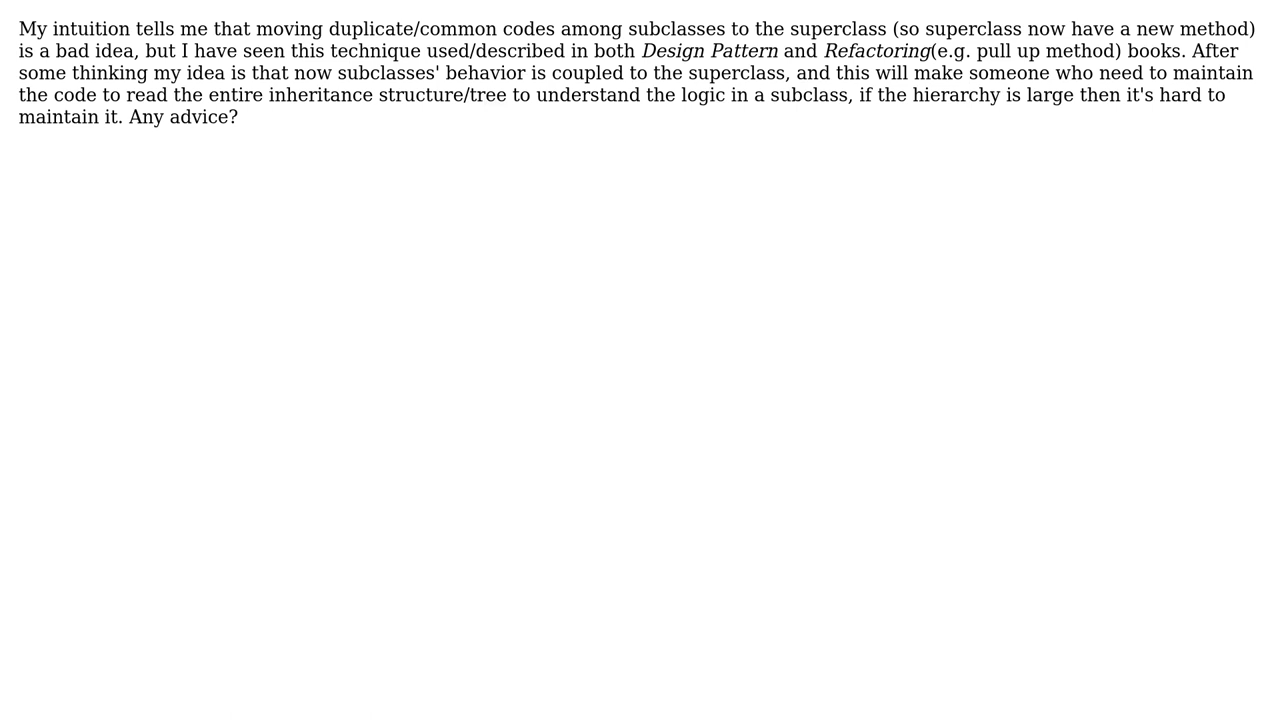 My intuition tells me that moving duplicate/common codes among subclasses to the superclass (so superclass now have a new method)
is a bad idea, but I have seen this technique used/described in both Design Pattern and Refactoring(e.g. pull up method) books. After
some thinking my idea is that now subclasses' behavior is coupled to the superclass, and this will make someone who need to maintain
the code to read the entire inheritance structure/tree to understand the logic in a subclass, if the hierarchy is large then it's hard to
maintain it. Any advice?